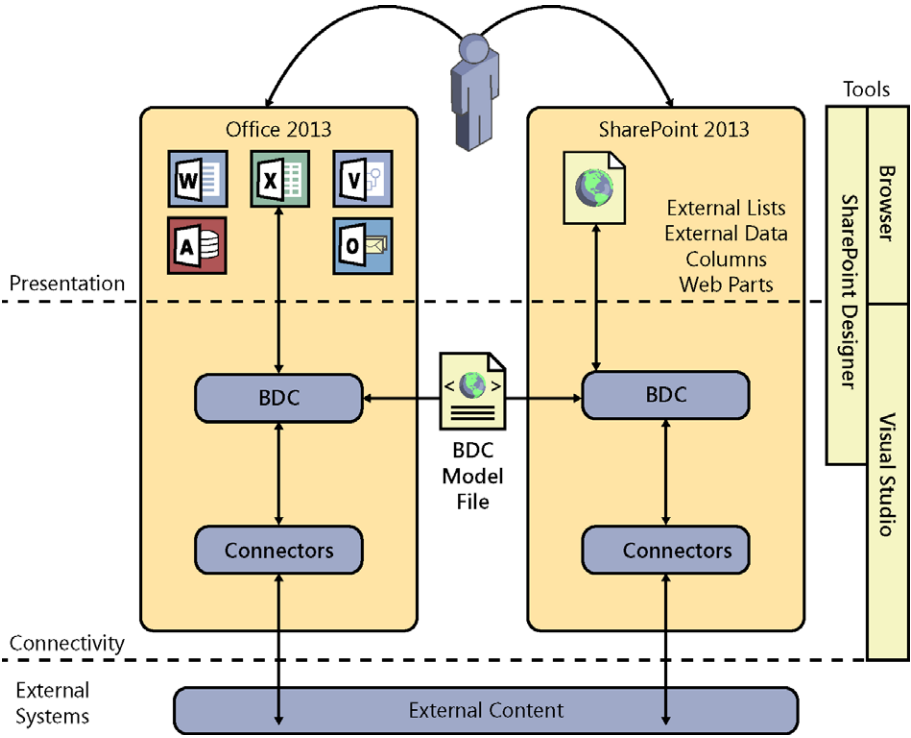 Tools
Office 2013
SharePoint 2013
W
X
V
A
O
External Lists
External Data
Columns
Web Parts
Browser
SharePoint Designer
Visual Studio
Presentation
BDC
< >
BDC
BDC
Model
File
Connectors
Connectors
Connectivity
External
Systems
External Content